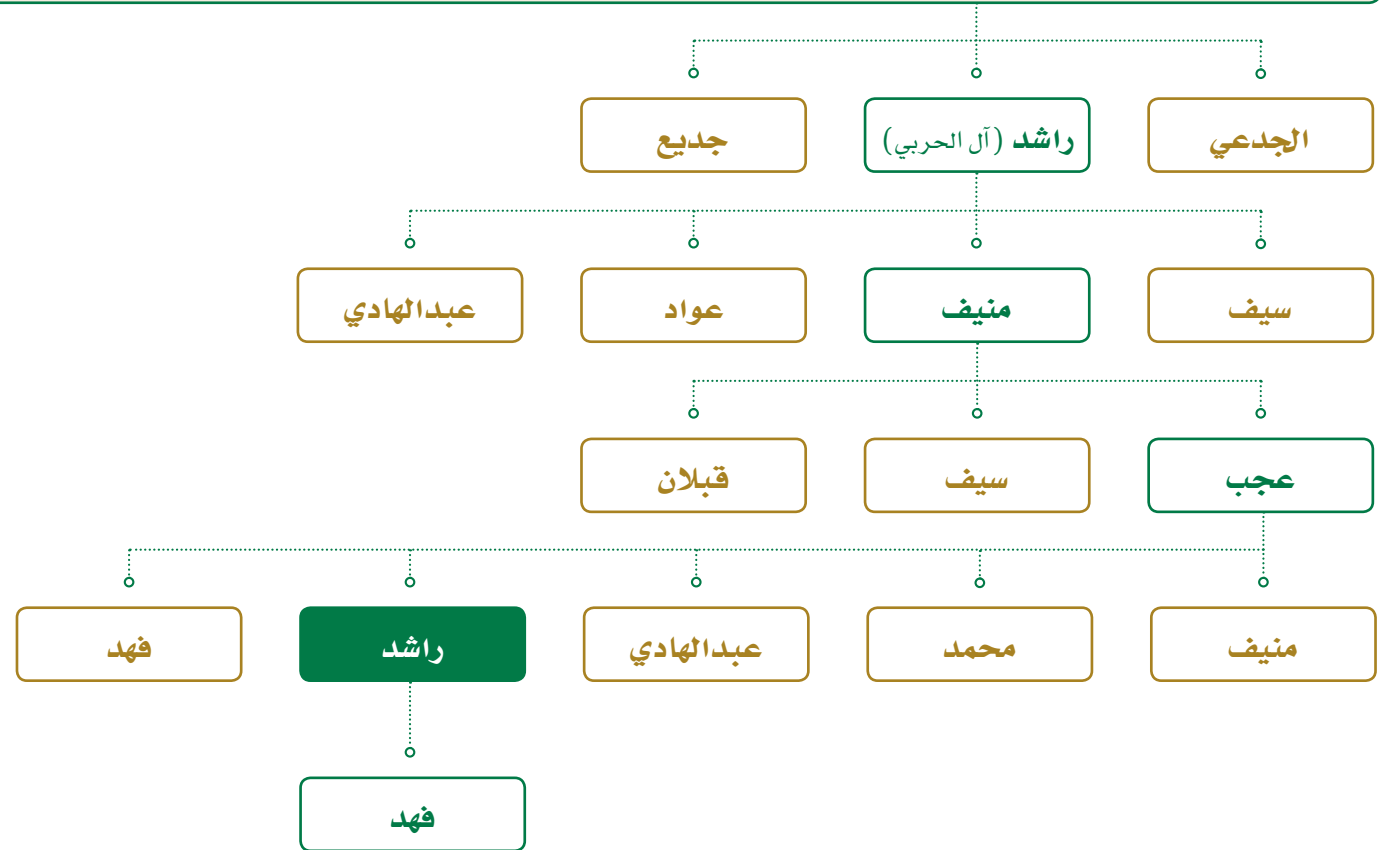 الجدعي
راشد (آل الحربي)
جديع
سيف
منيف
عواد
عبدالهادي
عجب
سيف
قبلان
منيف
محمد
عبدالهادي
راشد
فهد
فهد